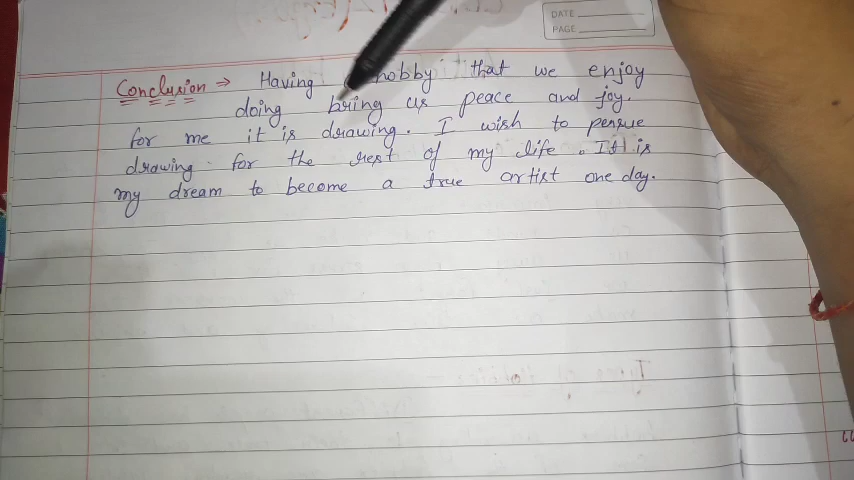 DATE
PAGE
Conclusion → Having hobby that we enjoy
doing bring us peace and joy.
for me it is drawing. I wish to persue
drawing for the rest of my life. It is
my dream to become a true artist one day.